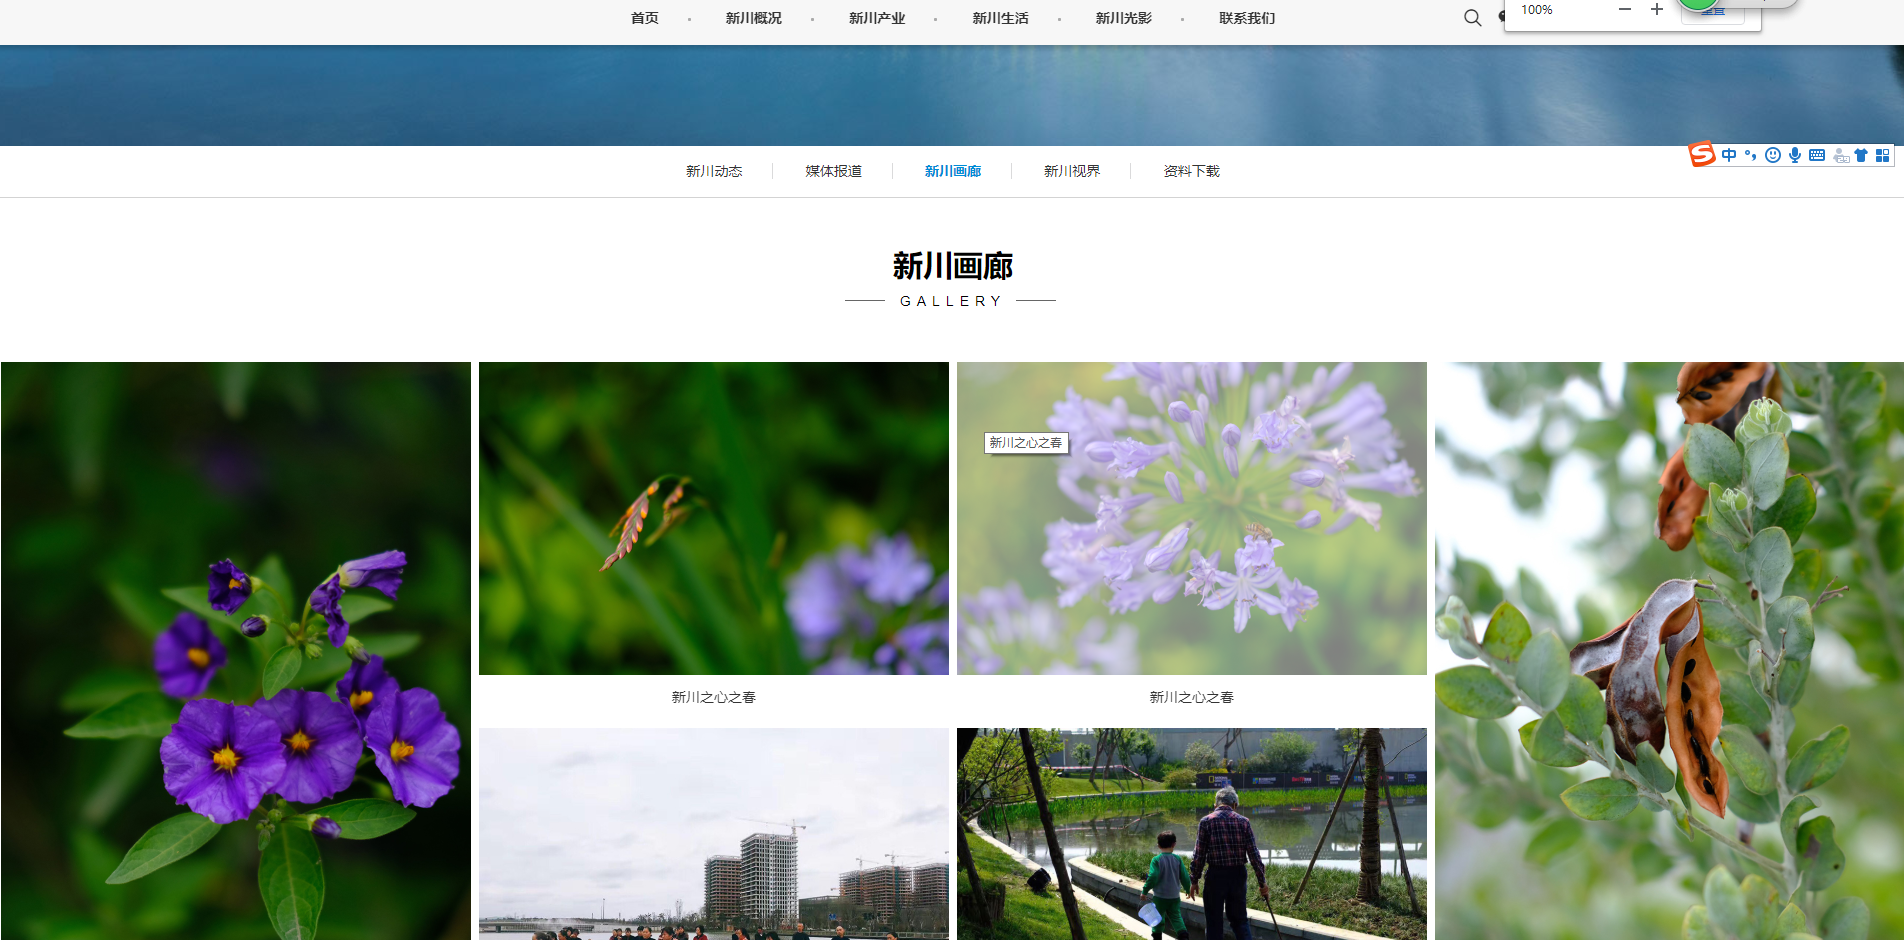 首页 新川概况 新川产业 新川生活 新川光影 联系我们
100%
重置
新川动态 媒体报道 新川画廊 新川视界 资料下载
中
新川画廊
GALLERY
新川之心之春
新川之心之春 新川之心之春